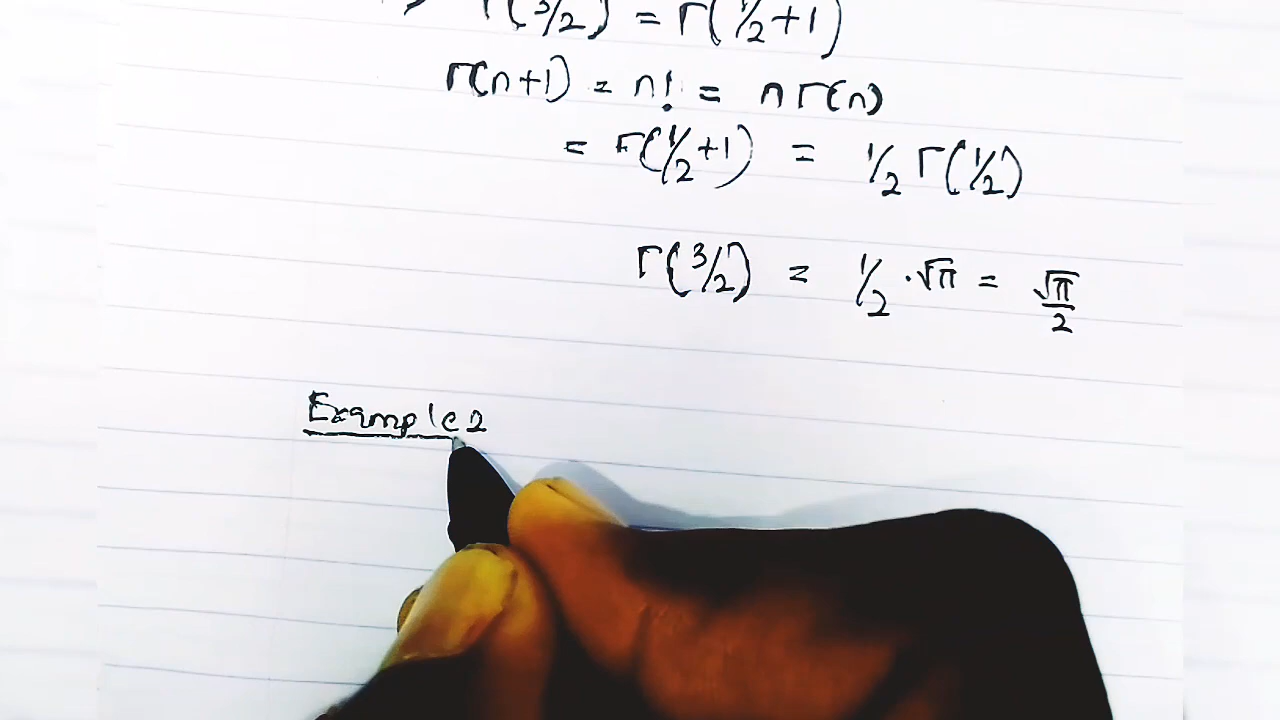 Γ(3/2) = Γ(1/2+1)
Γ(n+1) = n! = nΓ(n)
= Γ(1/2+1) = 1/2 Γ(1/2)
Γ(3/2) = 1/2 · √π = √π/2
Example 2